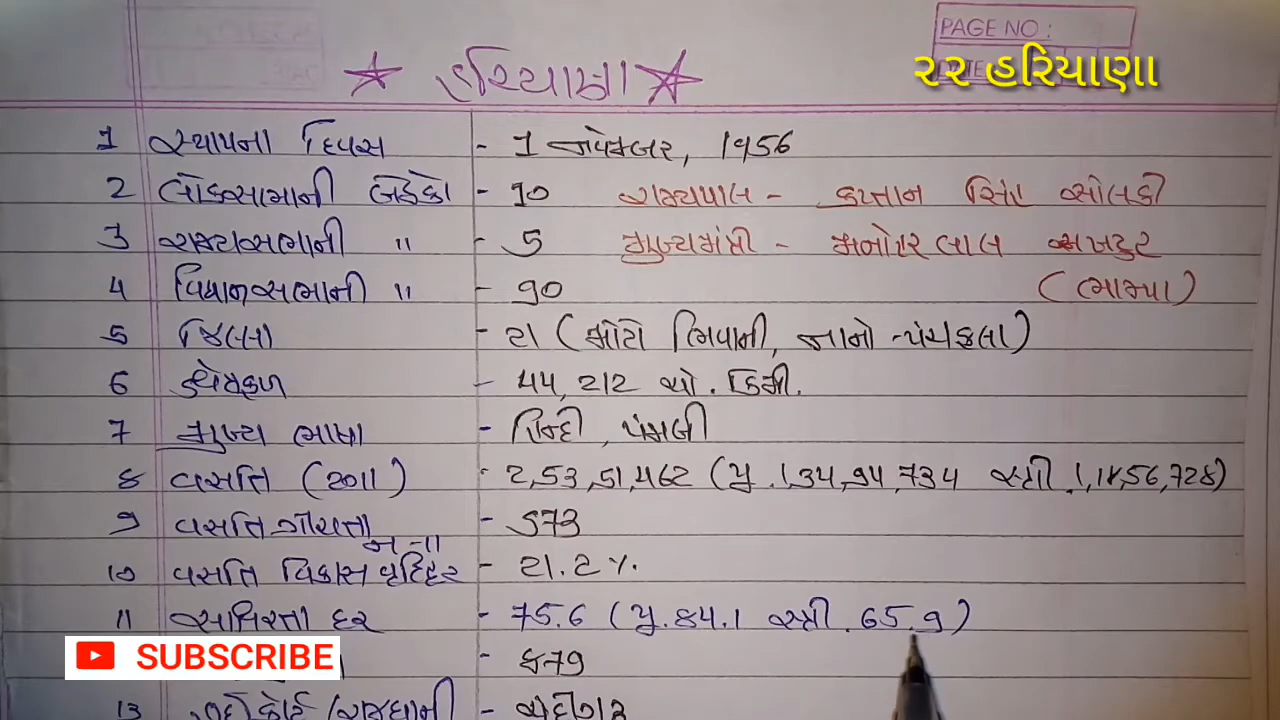 PAGE NO:
૨૨ હરિયાણા
હરિયાણા
1 સ્થાપના દિવસ - 1 નવેમ્બર, 1956
2 લોકસભાની બેઠકો - 10 રાજ્યપાલ - કપ્તાન સિંહ સોલંકી
3 રાજ્યસભાની " - 5 મુખ્યમંત્રી - મનોહર લાલ ખટ્ટર
4 વિધાનસભાની " - 90 (ભાજપ)
5 જિલ્લા - 21 (મોટો ભિવાની, નાનો - પંચકુલા)
6 ક્ષેત્રફળ - 44,212 ચો. કિમી.
7 મુખ્ય ભાષા - હિન્દી, પંજાબી
8 વસતિ (2011) - 2,53,51,462 (પુ. 1,34,94,734 સ્ત્રી. 1,18,56,728)
9 વસતિ ગીચતા - 573
10 વસતિ વિકાસ વૃદ્ધિદર - 21.2%
11 સાક્ષરતા દર - 75.6 (પુ. 84.1 સ્ત્રી. 65.9)
SUBSCRIBE
- 879
13 હાઈકોર્ટ / રાજધાની - ચંદીગઢ